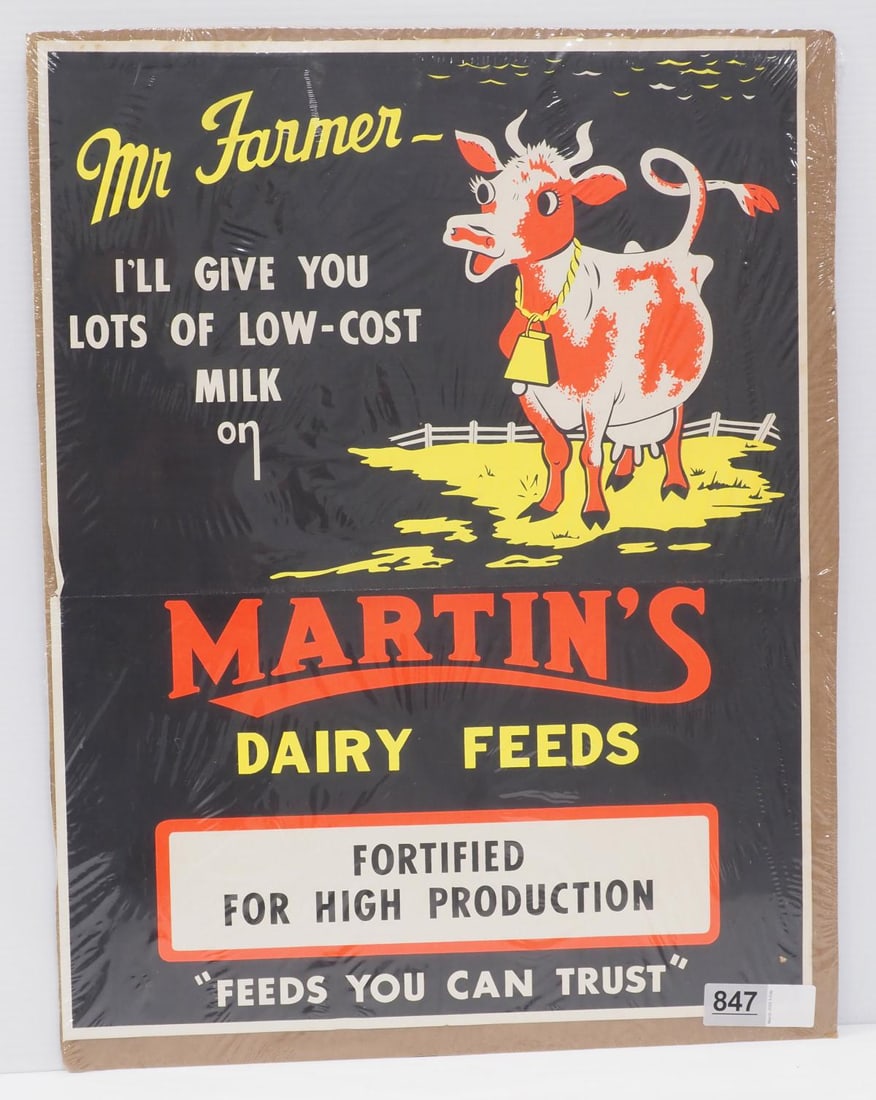 Mr Farmer-
I'LL GIVE YOU
LOTS OF LOW-COST
MILK
on
MARTIN'S
DAIRY FEEDS
FORTIFIED
FOR HIGH PRODUCTION
"FEEDS YOU CAN TRUST"
847